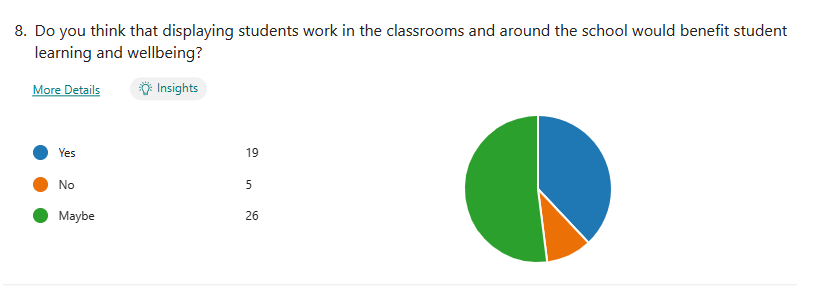 8. Do you think that displaying students work in the classrooms and around the school would benefit student
learning and wellbeing?
More Details
Insights
Yes 19
No 5
Maybe 26